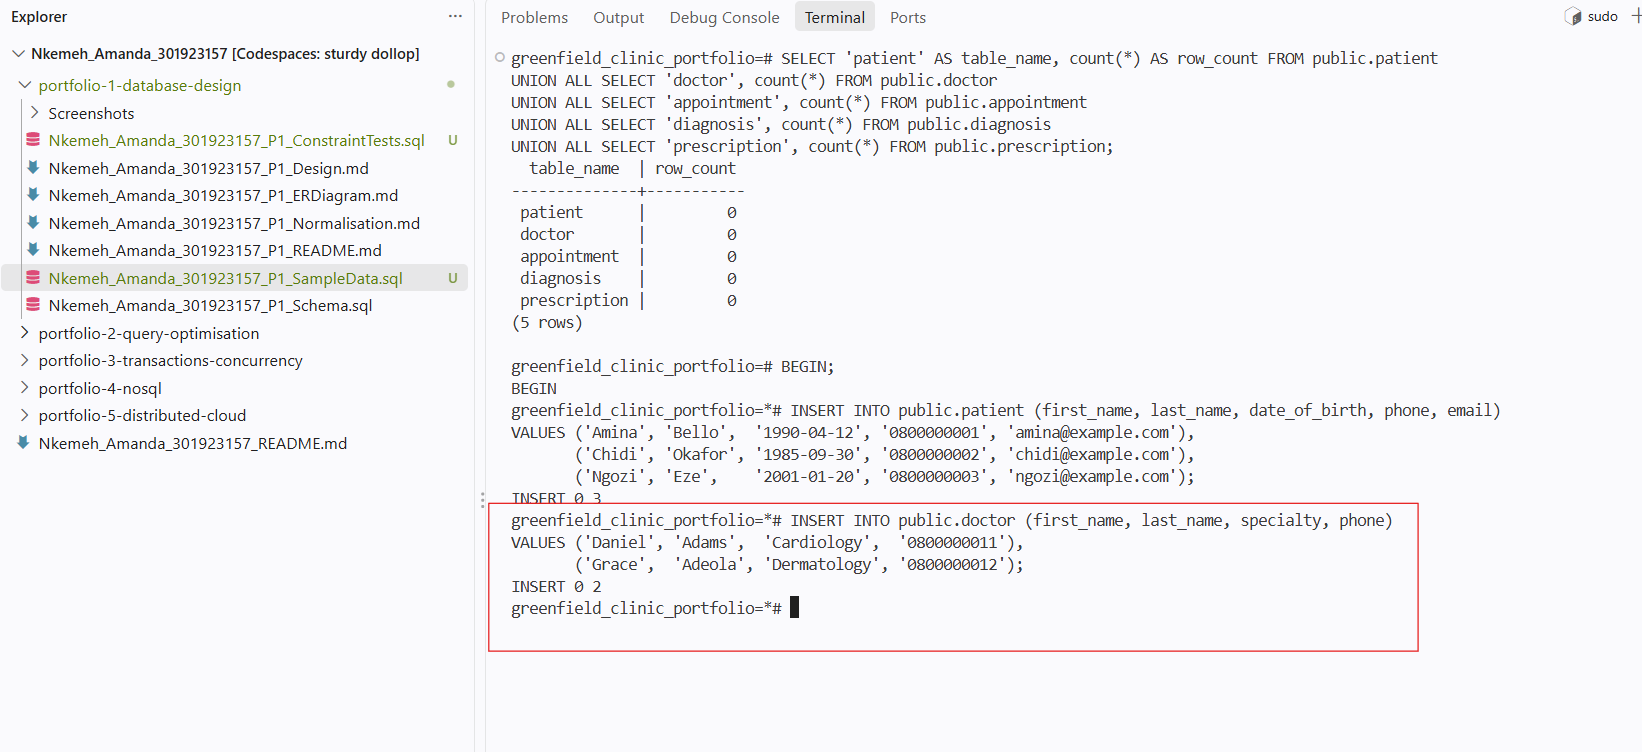 Explorer
Nkemeh_Amanda_301923157 [Codespaces: sturdy dollop]
portfolio-1-database-design
Screenshots
Nkemeh_Amanda_301923157_P1_ConstraintTests.sql U
Nkemeh_Amanda_301923157_P1_Design.md
Nkemeh_Amanda_301923157_P1_ERDiagram.md
Nkemeh_Amanda_301923157_P1_Normalisation.md
Nkemeh_Amanda_301923157_P1_README.md
Nkemeh_Amanda_301923157_P1_SampleData.sql U
Nkemeh_Amanda_301923157_P1_Schema.sql
portfolio-2-query-optimisation
portfolio-3-transactions-concurrency
portfolio-4-nosql
portfolio-5-distributed-cloud
Nkemeh_Amanda_301923157_README.md
Problems Output Debug Console Terminal Ports sudo
greenfield_clinic_portfolio=# SELECT 'patient' AS table_name, count(*) AS row_count FROM public.patient
UNION ALL SELECT 'doctor', count(*) FROM public.doctor
UNION ALL SELECT 'appointment', count(*) FROM public.appointment
UNION ALL SELECT 'diagnosis', count(*) FROM public.diagnosis
UNION ALL SELECT 'prescription', count(*) FROM public.prescription;
  table_name  | row_count
--------------+-----------
 patient      |         0
 doctor       |         0
 appointment  |         0
 diagnosis    |         0
 prescription |         0
(5 rows)
greenfield_clinic_portfolio=# BEGIN;
BEGIN
greenfield_clinic_portfolio=*# INSERT INTO public.patient (first_name, last_name, date_of_birth, phone, email)
VALUES ('Amina', 'Bello',  '1990-04-12', '0800000001', 'amina@example.com'),
       ('Chidi', 'Okafor', '1985-09-30', '0800000002', 'chidi@example.com'),
       ('Ngozi', 'Eze',    '2001-01-20', '0800000003', 'ngozi@example.com');
INSERT 0 3
greenfield_clinic_portfolio=*# INSERT INTO public.doctor (first_name, last_name, specialty, phone)
VALUES ('Daniel', 'Adams',  'Cardiology',  '0800000011'),
       ('Grace',  'Adeola', 'Dermatology', '0800000012');
INSERT 0 2
greenfield_clinic_portfolio=*#